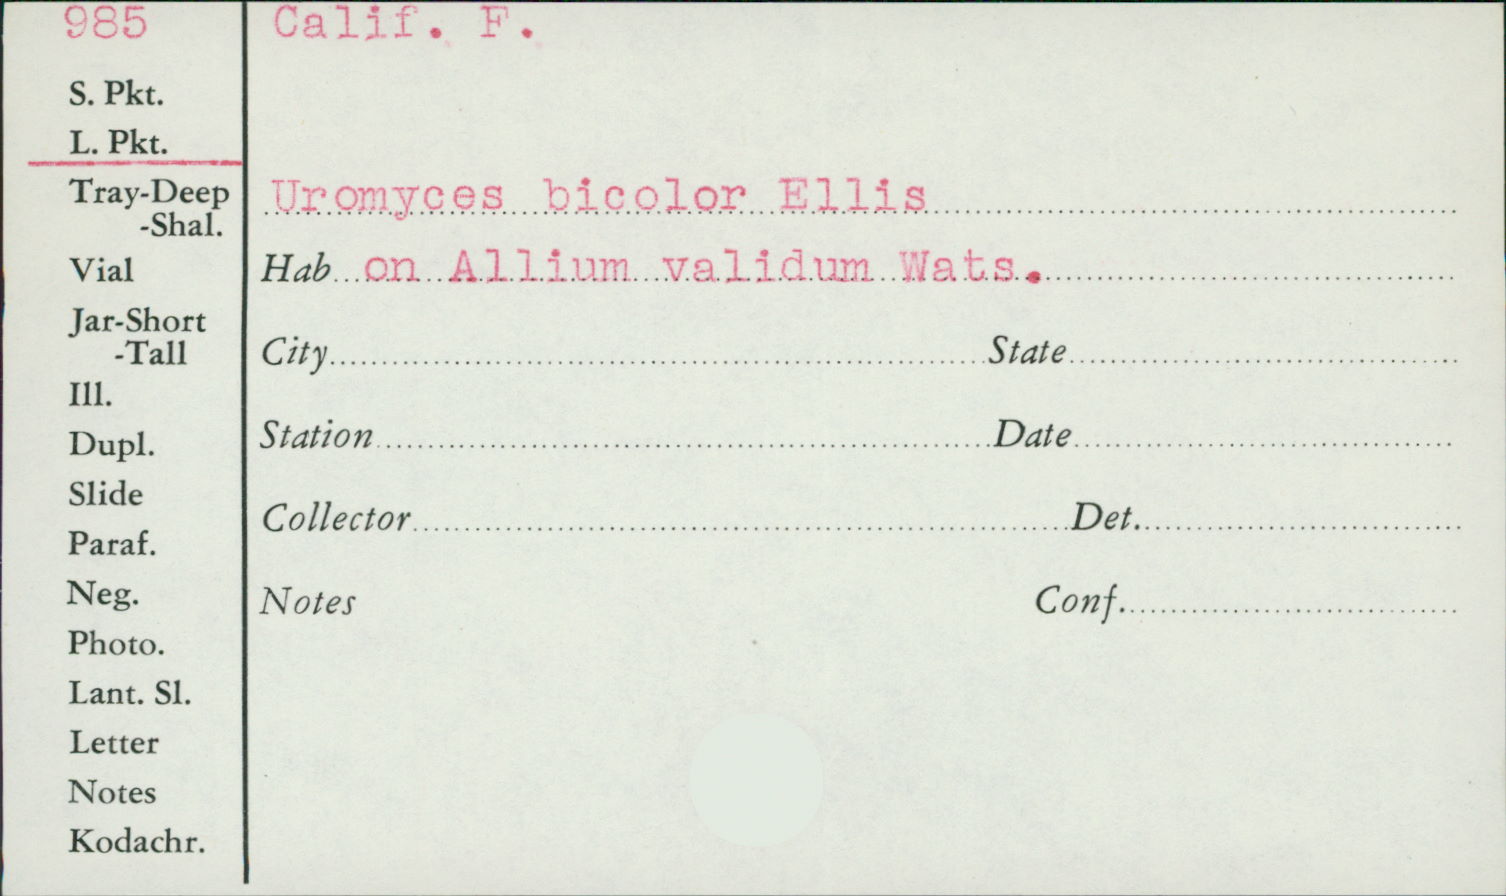 985
Calif. F.
S. Pkt.
L. Pkt.
Tray-Deep
-Shal.
Vial
Jar-Short
-Tall
Ill.
Dupl.
Slide
Paraf.
Neg.
Photo.
Lant. Sl.
Letter
Notes
Kodachr.
Uromyces bicolor Ellis
Hab on Allium validum Wats.
City State
Station Date
Collector Det.
Notes Conf.